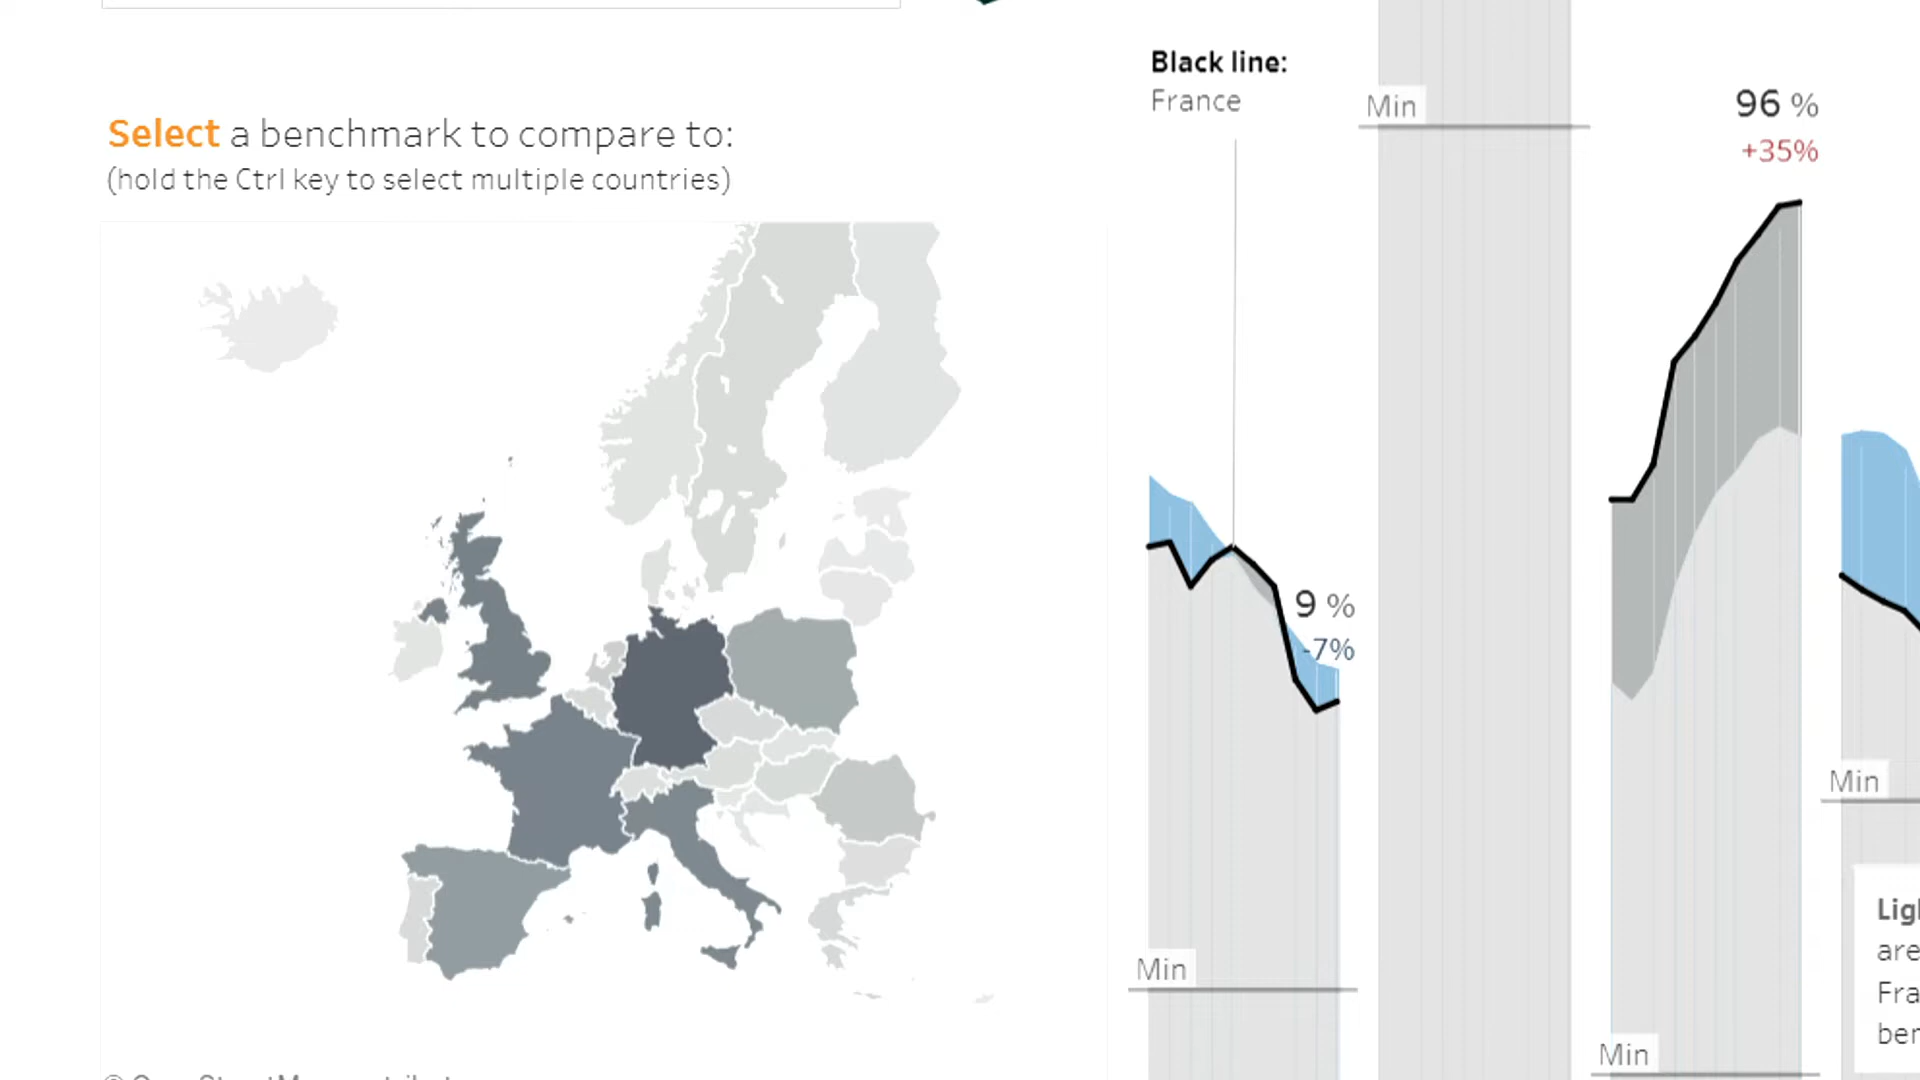 Select a benchmark to compare to:
(hold the Ctrl key to select multiple countries)
Black line:
France
Min
96 %
+35%
9 %
-7%
Min
Min
Min
are